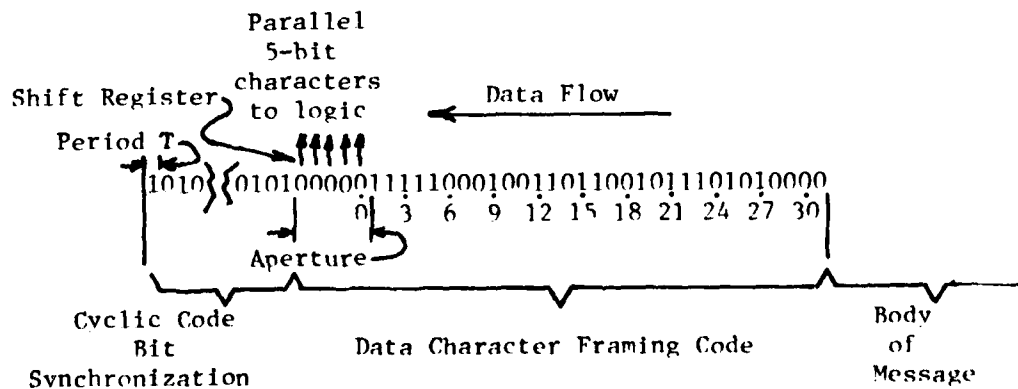 Parallel
5-bit
characters
to logic
Shift Register
Data Flow
Period T
1010 0101000001111100010011011001011101010000
0 3 6 9 12 15 18 21 24 27 30
Aperture
Cyclic Code
Bit
Synchronization
Data Character Framing Code
Body
of
Message